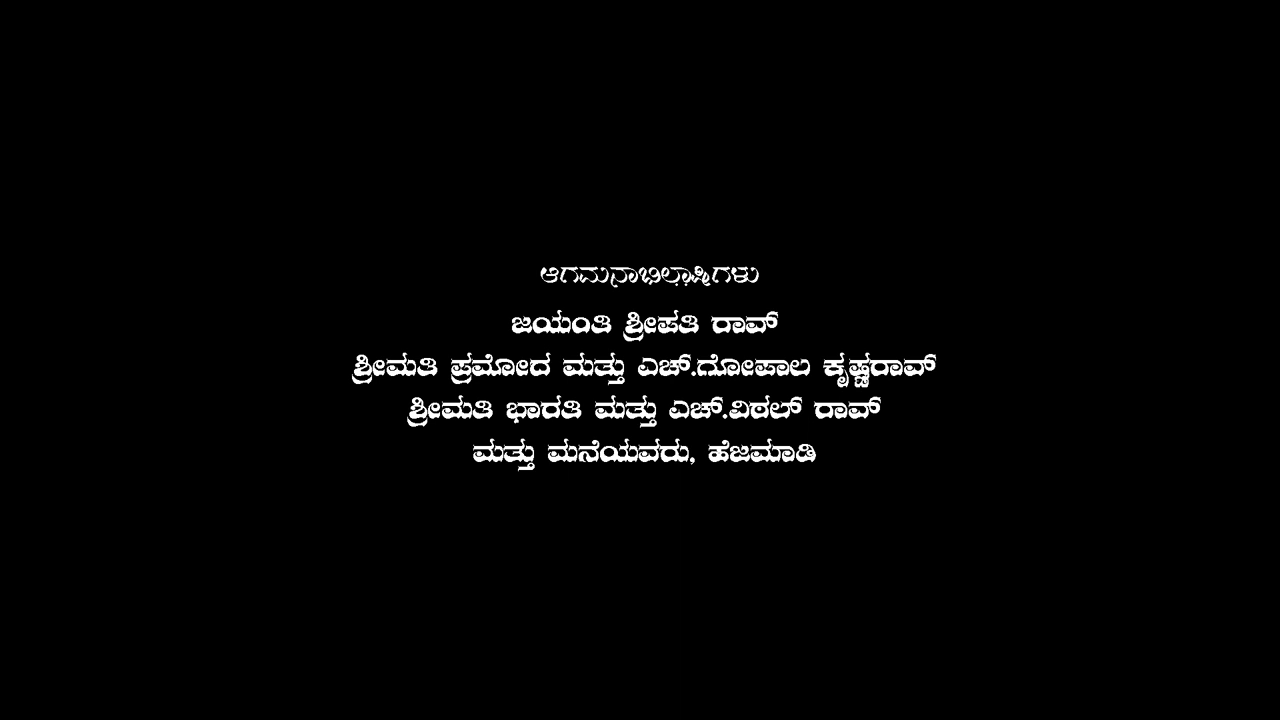 ಆಗಮನಾಭಿಲಾಷಿಗಳು
ಜಯಂತಿ ಶ್ರೀಪತಿ ರಾವ್
ಶ್ರೀಮತಿ ಪ್ರಮೋದ ಮತ್ತು ಎಚ್.ಗೋಪಾಲ ಕೃಷ್ಣರಾವ್
ಶ್ರೀಮತಿ ಭಾರತಿ ಮತ್ತು ಎಚ್.ವಿಠಲ್ ರಾವ್
ಮತ್ತು ಮನೆಯವರು, ಹೆಜಮಾಡಿ